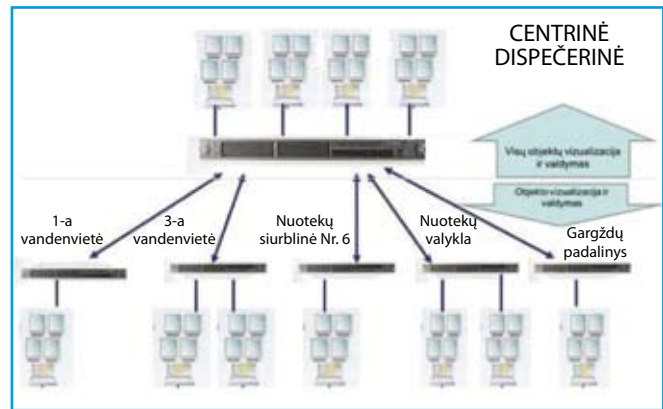 CENTRINĖ
DISPEČERINĖ
Visų objektų vizualizacija
ir valdymas
Objekto vizualizacija ir
valdymas
1-a
vandenvietė
3-a
vandenvietė
Nuotekų
siurblinė Nr. 6
Nuotekų
valykla
Gargždų
padalinys